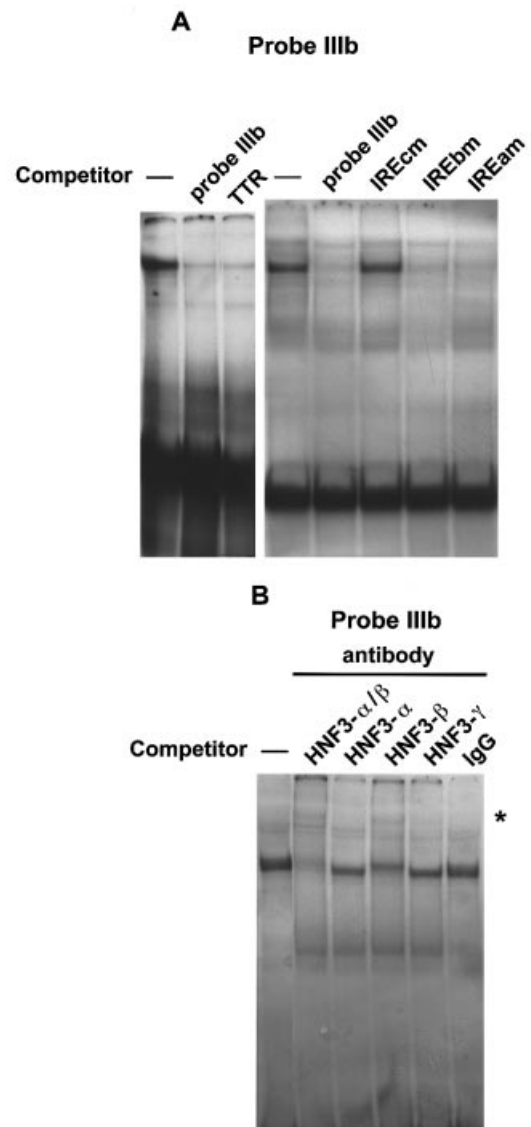 A
Probe IIIb
Competitor — probe IIIb TTR — probe IIIb IREcm IREbm IREam
B
Probe IIIb
antibody
Competitor — HNF3-α/β HNF3-α HNF3-β HNF3-γ IgG
*